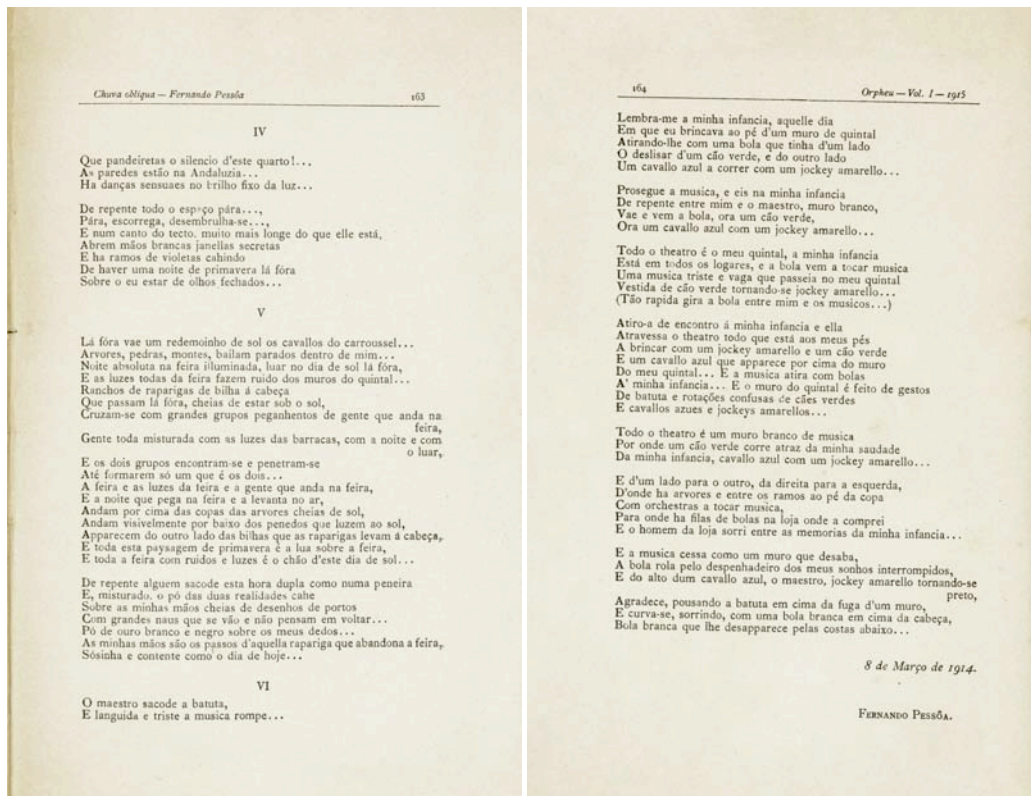 Chuva obliqua — Fernando Pessôa 163
IV
Que pandeiretas o silencio d'este quarto!...
As paredes estão na Andaluzia...
Ha danças sensuaes no brilho fixo da luz...
De repente todo o espaço pára...,
Pára, escorrega, desembrulha-se...,
E num canto do tecto, muito mais longe do que elle está,
Abrem mãos brancas janellas secretas
E ha ramos de violetas cahindo
De haver uma noite de primavera lá fóra
Sobre o eu estar de olhos fechados...
V
Lá fóra vae um redemoinho de sol os cavallos do carroussel...
Arvores, pedras, montes, bailam parados dentro de mim...
Noite absoluta na feira illuminada, luar no dia de sol lá fóra,
E as luzes todas da feira fazem ruido dos muros do quintal...
Ranchos de raparigas de bilha á cabeça
Que passam lá fóra, cheias de estar sob o sol,
Cruzam-se com grandes grupos peganhentos de gente que anda na
feira,
Gente toda misturada com as luzes das barracas, com a noite e com
o luar,
E os dois grupos encontram-se e penetram-se
Até formarem só um que é os dois...
A feira e as luzes da feira e a gente que anda na feira,
E a noite que pega na feira e a levanta no ar,
Andam por cima das copas das arvores cheias de sol,
Andam visivelmente por baixo dos penedos que luzem ao sol,
Apparecem do outro lado das bilhas que as raparigas levam á cabeça,
E toda esta paysagem de primavera é a lua sobre a feira,
E toda a feira com ruidos e luzes é o chão d'este dia de sol...
De repente alguem sacode esta hora dupla como numa peneira
E, misturado, o pó das duas realidades cahe
Sobre as minhas mãos cheias de desenhos de portos
Com grandes naus que se vão e não pensam em voltar...
Pó de ouro branco e negro sobre os meus dedos...
As minhas mãos são os passos d'aquella rapariga que abandona a feira,
Sósinha e contente como o dia de hoje...
VI
O maestro sacode a batuta,
E languida e triste a musica rompe...
164 Orpheu — Vol. I — 1915
Lembra-me a minha infancia, aquelle dia
Em que eu brincava ao pé d'um muro de quintal
Atirando-lhe com uma bola que tinha d'um lado
O deslisar d'um cão verde, e do outro lado
Um cavallo azul a correr com um jockey amarello...
Prosegue a musica, e eis na minha infancia
De repente entre mim e o maestro, muro branco,
Vae e vem a bola, ora um cão verde,
Ora um cavallo azul com um jockey amarello...
Todo o theatro é o meu quintal, a minha infancia
Está em todos os logares, e a bola vem a tocar musica
Uma musica triste e vaga que passeia no meu quintal
Vestida de cão verde tornando-se jockey amarello...
(Tão rapida gira a bola entre mim e os musicos...)
Atiro-a de encontro á minha infancia e ella
Atravessa o theatro todo que está aos meus pés
A brincar com um jockey amarello e um cão verde
E um cavallo azul que apparece por cima do muro
Do meu quintal... E a musica atira com bolas
A' minha infancia... E o muro do quintal é feito de gestos
De batuta e rotações confusas de cães verdes
E cavallos azues e jockeys amarellos...
Todo o theatro é um muro branco de musica
Por onde um cão verde corre atraz da minha saudade
Da minha infancia, cavallo azul com um jockey amarello...
E d'um lado para o outro, da direita para a esquerda,
D'onde ha arvores e entre os ramos ao pé da copa
Com orchestras a tocar musica,
Para onde ha filas de bolas na loja onde a comprei
E o homem da loja sorri entre as memorias da minha infancia...
E a musica cessa como um muro que desaba,
A bola rola pelo despenhadeiro dos meus sonhos interrompidos,
E do alto dum cavallo azul, o maestro, jockey amarello tornando-se
preto,
Agradece, pousando a batuta em cima da fuga d'um muro,
E curva-se, sorrindo, com uma bola branca em cima da cabeça,
Bola branca que lhe desapparece pelas costas abaixo...
8 de Março de 1914.
FERNANDO PESSÔA.